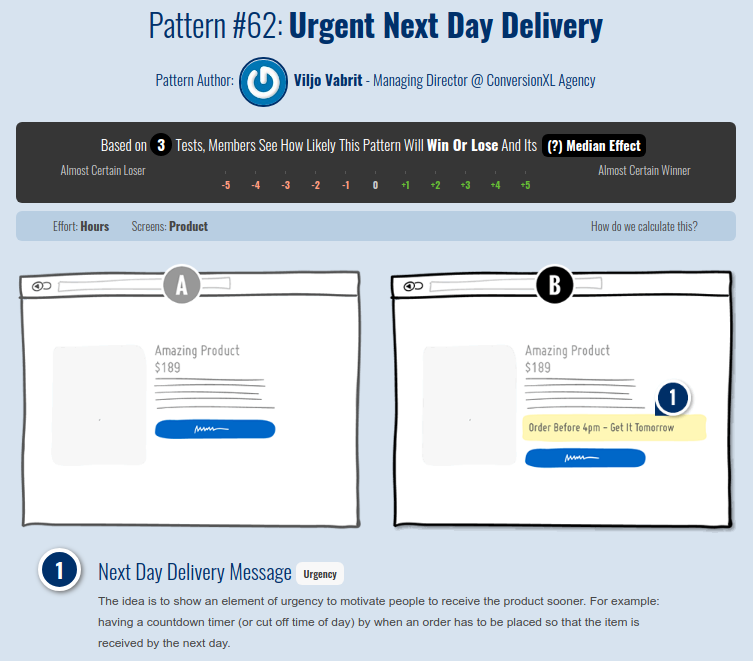 Pattern #62: Urgent Next Day Delivery
Pattern Author: Viljo Vabrit - Managing Director @ ConversionXL Agency
Based on 3 Tests, Members See How Likely This Pattern Will Win Or Lose And Its (?) Median Effect
Almost Certain Loser -5 -4 -3 -2 -1 0 +1 +2 +3 +4 +5 Almost Certain Winner
Effort: Hours Screens: Product How do we calculate this?
A
Amazing Product
$189
B
Amazing Product
$189
1
Order Before 4pm - Get It Tomorrow
1 Next Day Delivery Message Urgency
The idea is to show an element of urgency to motivate people to receive the product sooner. For example:
having a countdown timer (or cut off time of day) by when an order has to be placed so that the item is
received by the next day.